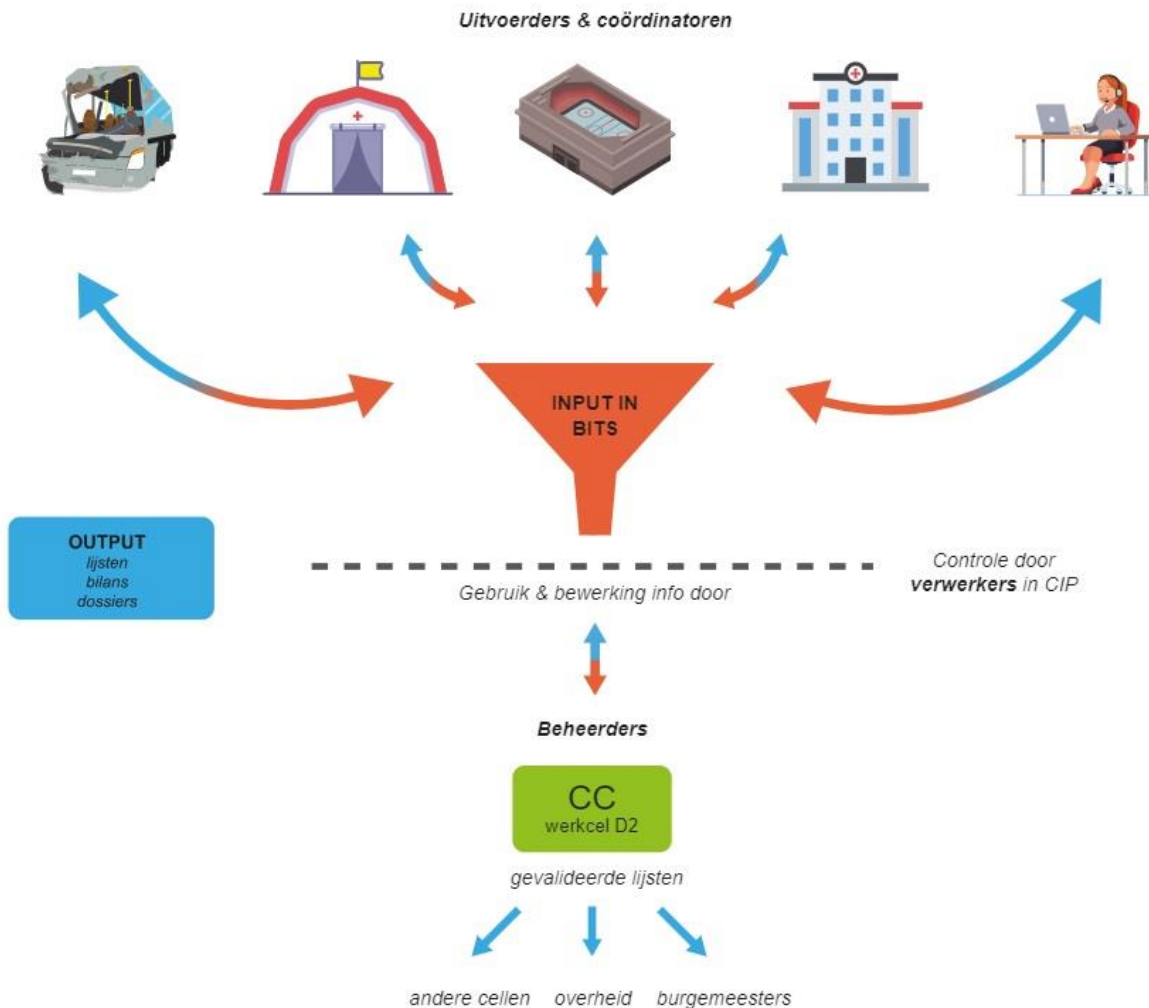 Uitvoerders & coördinatoren
INPUT IN
BITS
OUTPUT
lijsten
bilans
dossiers
Gebruik & bewerking info door
Controle door
verwerkers in CIP
Beheerders
CC
werkcel D2
gevalideerde lijsten
andere cellen overheid burgemeesters